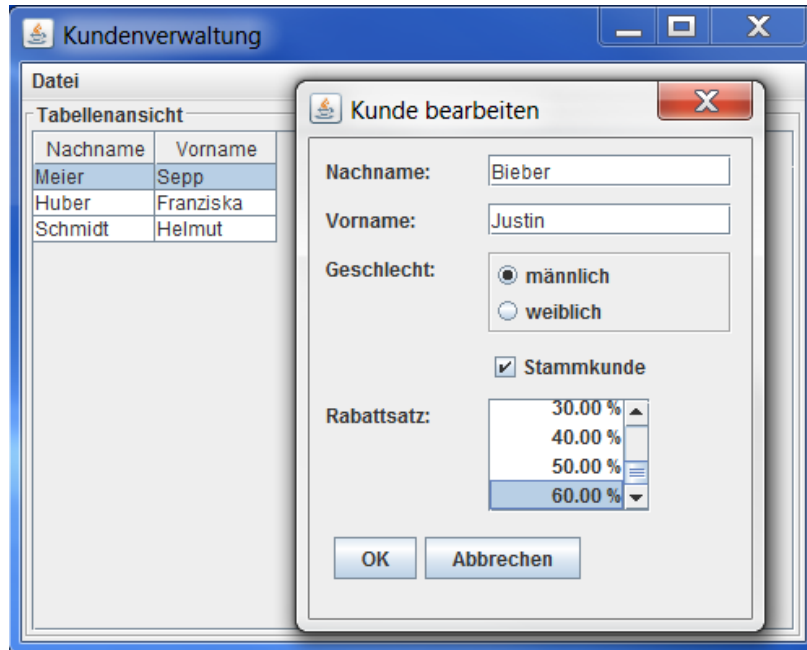 Kundenverwaltung
Datei
Tabellenansicht
Nachname Vorname
Meier Sepp
Huber Franziska
Schmidt Helmut
Kunde bearbeiten
Nachname: Bieber
Vorname: Justin
Geschlecht: männlich
weiblich
Stammkunde
Rabattsatz: 30.00 %
40.00 %
50.00 %
60.00 %
OK Abbrechen